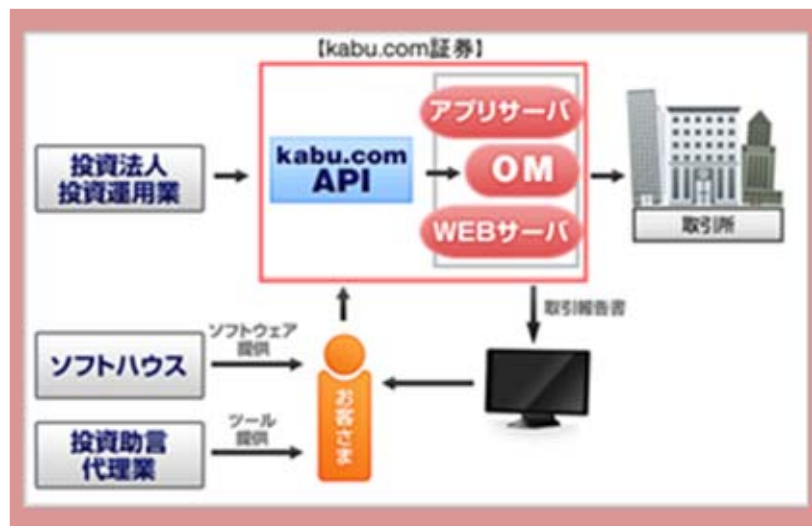 【kabu.com証券】
アプリサーバ
kabu.com
API
OM
WEBサーバ
投資法人
投資運用業
取引所
取引報告書
ソフトハウス
ソフトウェア
提供
お客さま
投資助言
代理業
ツール
提供